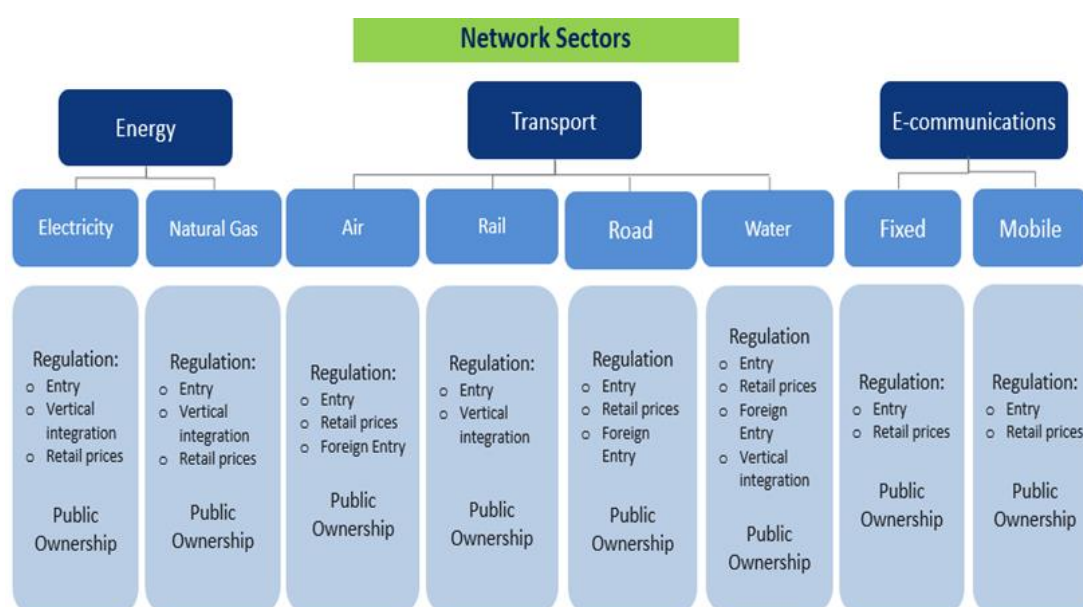 Network Sectors
Energy
Transport
E-communications
Electricity
Natural Gas
Air
Rail
Road
Water
Fixed
Mobile
Regulation:
o Entry
o Vertical
integration
o Retail prices
Public
Ownership
Regulation:
o Entry
o Vertical
integration
o Retail prices
Public
Ownership
Regulation:
o Entry
o Retail prices
o Foreign Entry
Public
Ownership
Regulation:
o Entry
o Vertical
integration
Public
Ownership
Regulation
o Entry
o Retail prices
o Foreign
Entry
Public
Ownership
Regulation
o Entry
o Retail prices
o Foreign
Entry
o Vertical
integration
Public
Ownership
Regulation:
o Entry
o Retail prices
Public
Ownership
Regulation:
o Entry
o Retail prices
Public
Ownership